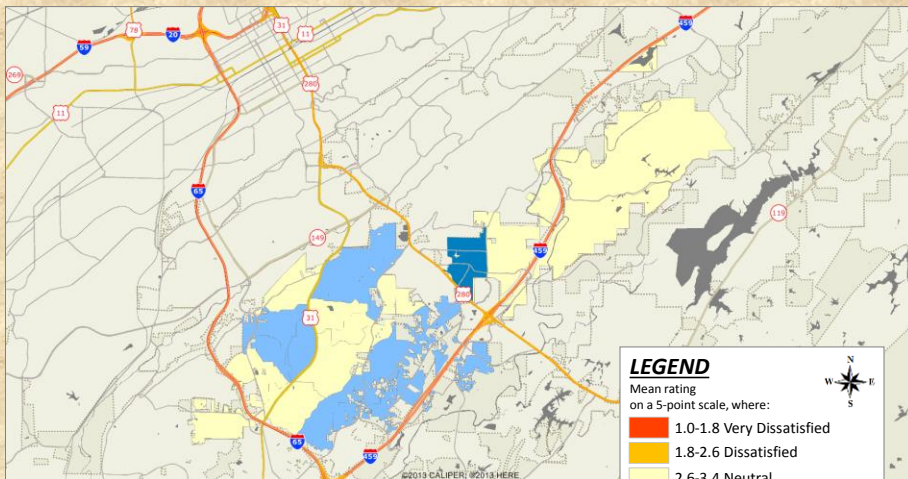 78
31
11
459
59
20
280
269
11
65
119
149
459
280
31
LEGEND
N
W E
S
Mean rating
on a 5-point scale, where:
1.0-1.8 Very Dissatisfied
1.8-2.6 Dissatisfied
2.6-3.4 Neutral
65
459
©2013 CALIPER; ©2013 HERE